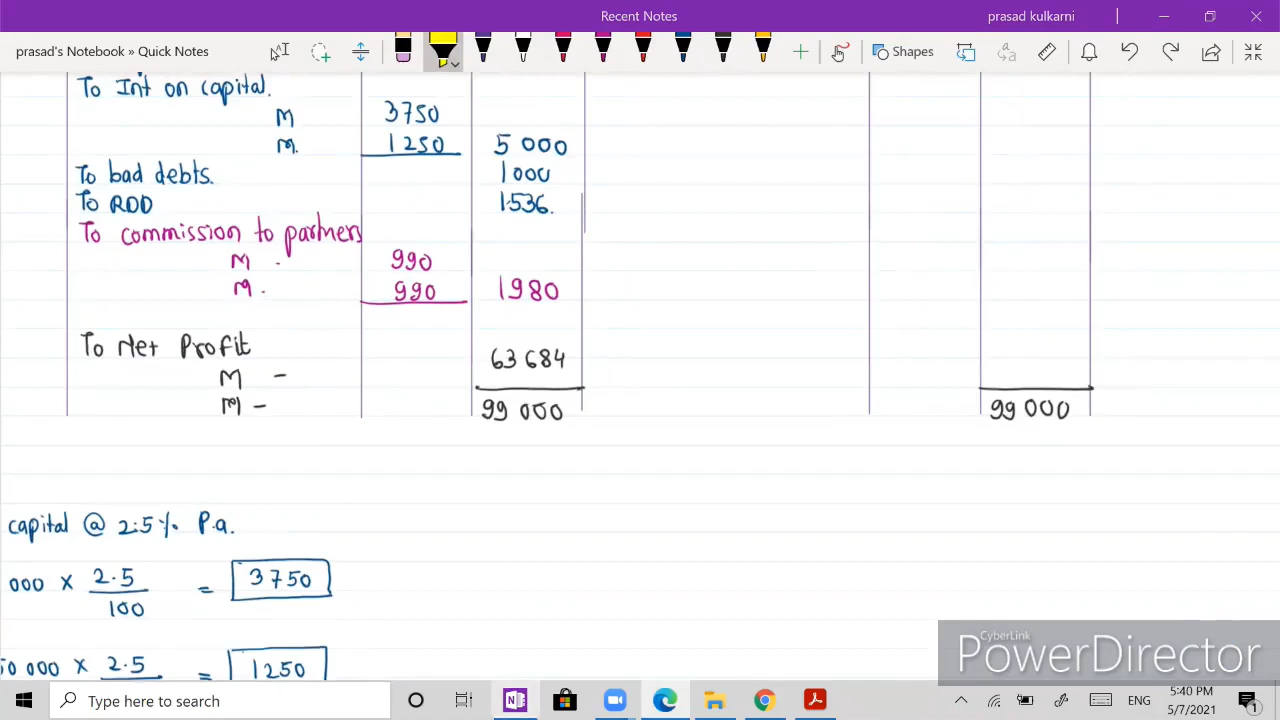 Recent Notes
prasad kulkarni
prasad's Notebook » Quick Notes
Shapes
To Int on capital.
M 3750
M. 1250 5 000
To bad debts. 1000
To RDD 1536.
To commission to partners
M 990
M. 990 1980
To Net Profit 63 684
M -
M - 99 000 99 000
capital @ 2.5% P.a.
000 × 2.5 = 3750
100
000 × 2.5 = 1250
CyberLink
PowerDirector
Type here to search
ENG
5:40 PM
5/7/2021
1